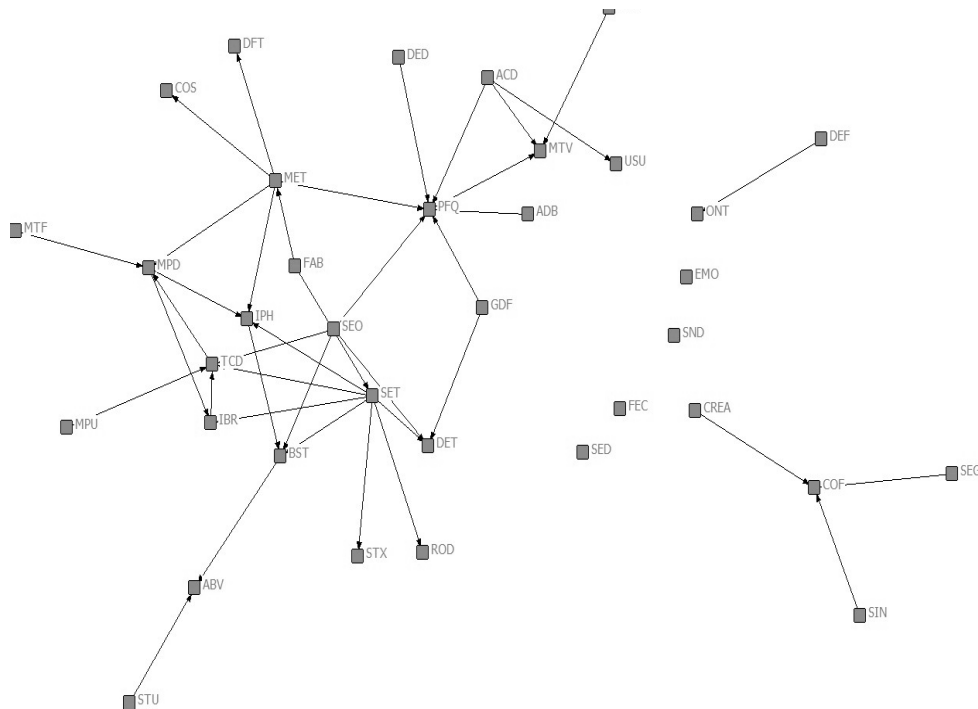 DFT
DED
ACD
COS
DEF
MTV
USU
MET
PFQ
ADB
ONT
MTF
MPD
FAB
EMO
GDF
IPH
SEO
SND
TCD
SET
FEC
CREA
MPU
IBR
DET
BST
SED
SEG
COF
STX
ROD
ABV
SIN
STU